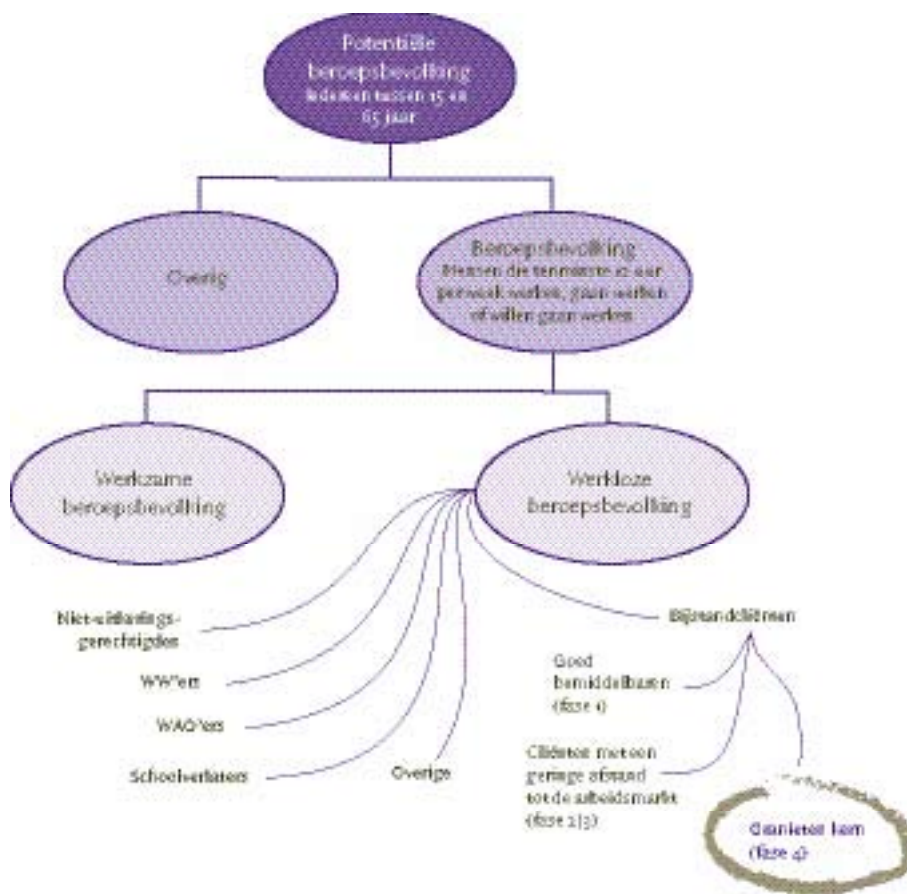 Potentiële
beroepsbevolking
Iedereen tussen 15 en
65 jaar
Overig
Beroepsbevolking
Mensen die tenminste 12 uur
per week werken, gaan werken
of willen gaan werken
Werkzame
beroepsbevolking
Werkloze
beroepsbevolking
Niet-uitkerings-
gerechtigden
WW'ers
WAO'ers
Schoolverlaters
Overige
Bijstandcliënten
Goed
bemiddelbaren
(fase 1)
Cliënten met een
geringe afstand
tot de arbeidsmarkt
(fase 2/3)
Granieten kern
(fase 4)